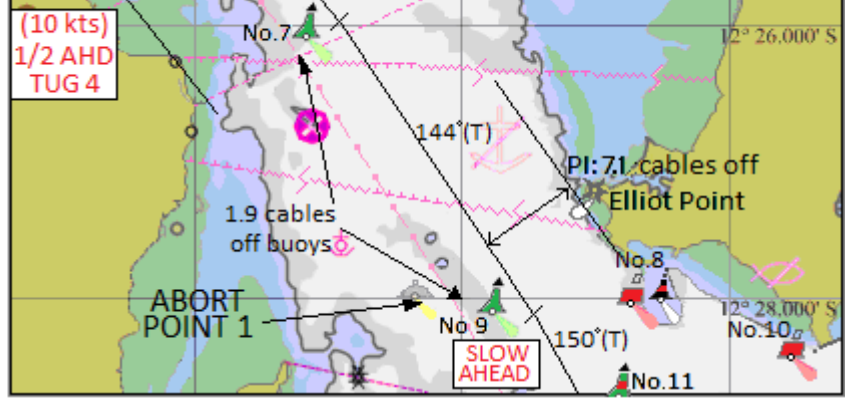 (10 kts)
1/2 AHD
TUG 4
No.7
12° 26.000' S
144°(T)
PI: 7.1 cables off
Elliot Point
1.9 cables
off buoys
No.8
ABORT
POINT 1
No 9
SLOW
AHEAD
150°(T)
12° 28.000' S
No.10
No.11